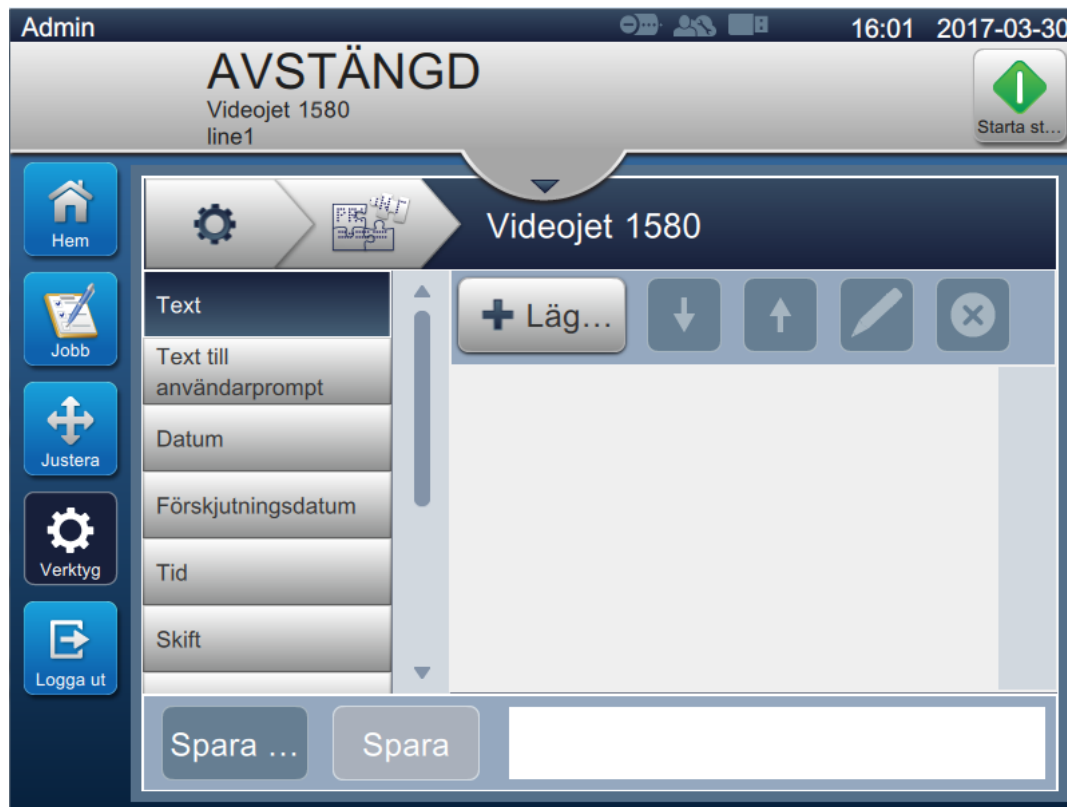 Admin
16:01 2017-03-30
AVSTÄNGD
Videojet 1580
line1
Starta st...
Hem
Jobb
Justera
Verktyg
Logga ut
Videojet 1580
Text
Text till
användarprompt
Datum
Förskjutningsdatum
Tid
Skift
Läg...
Spara ...
Spara